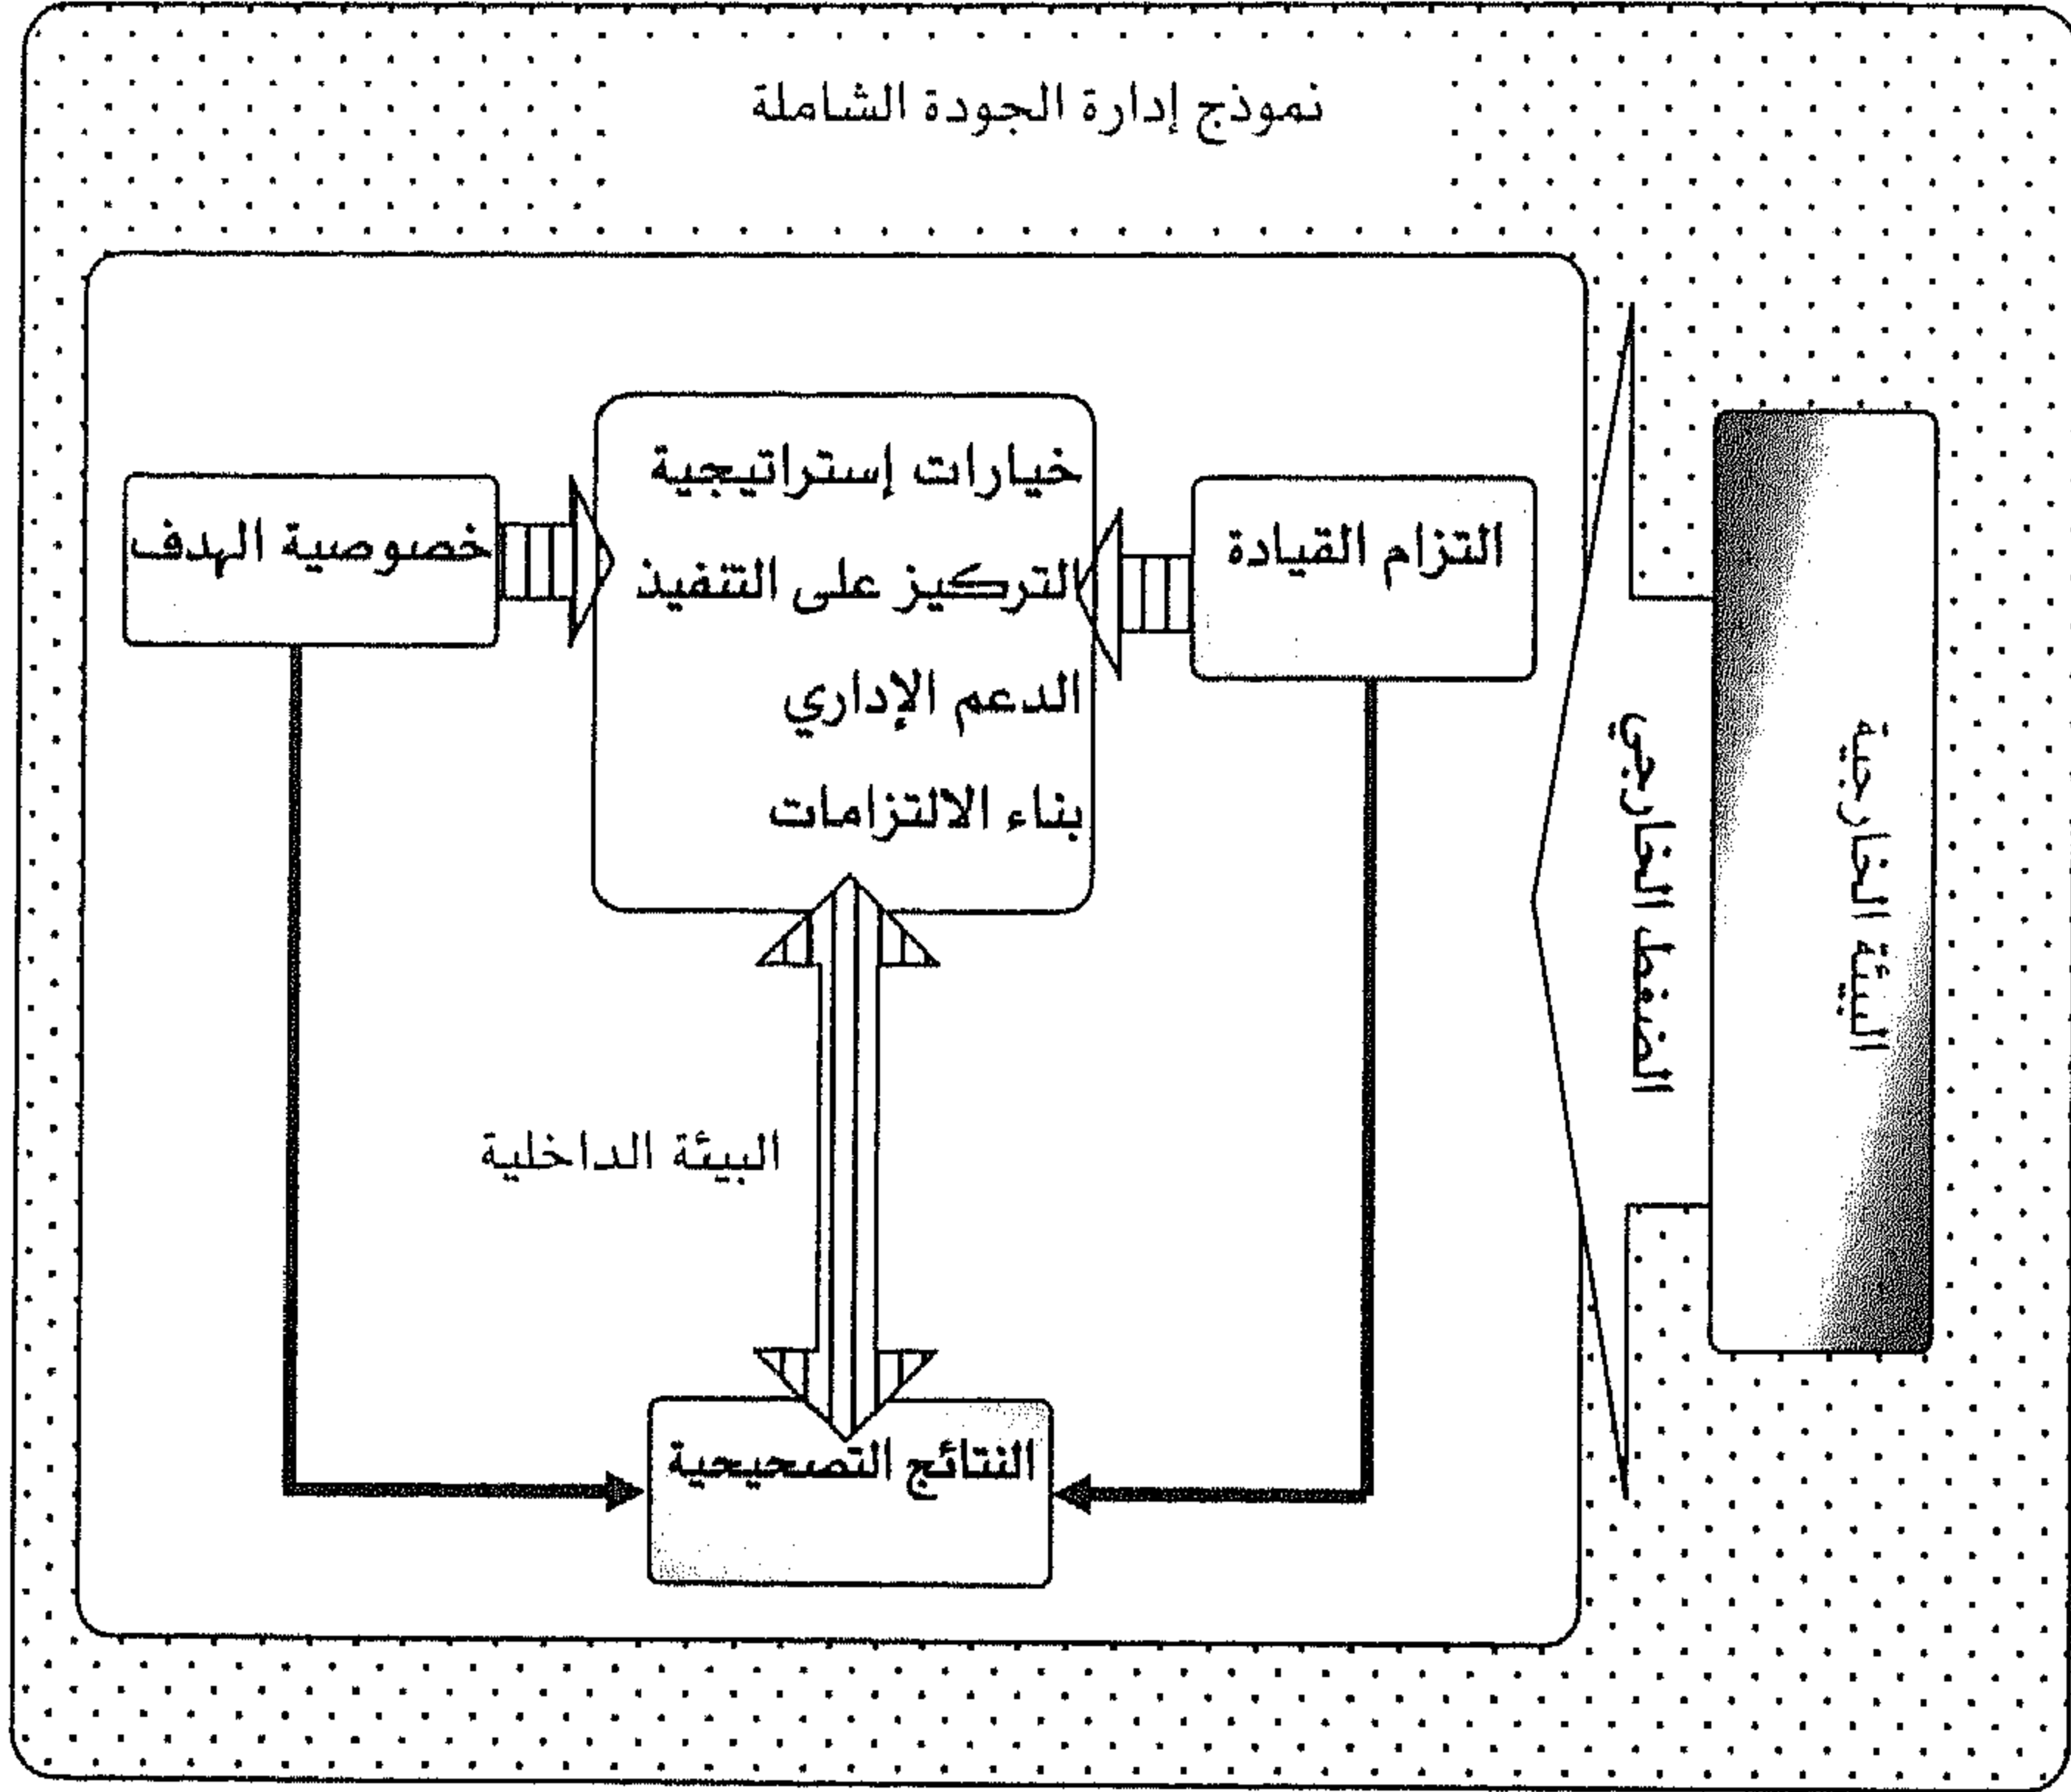 نموذج إدارة الجودة الشاملة
البيئة الخارجية
الضغط الخارجي
التزام القيادة
خيارات إستراتيجية
التركيز على التنفيذ
الدعم الإداري
بناء الالتزامات
خصوصية الهدف
البيئة الداخلية
النتائج التصحيحية